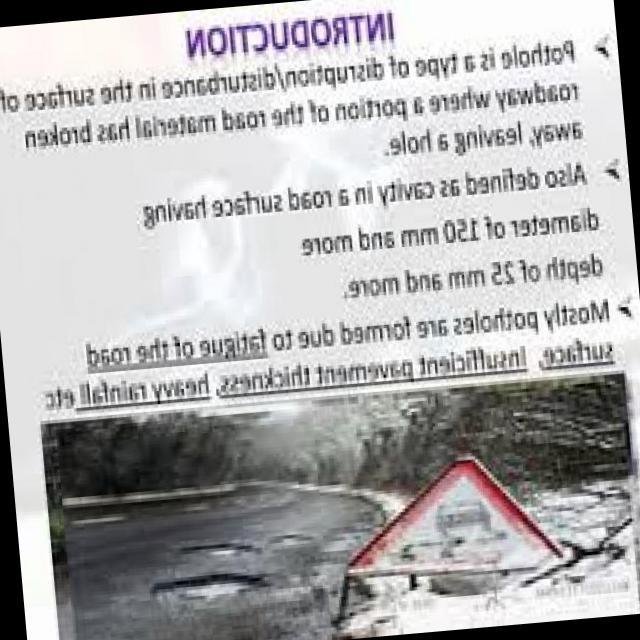 INTRODUCTION
➢ Pothole is a type of disruption/disturbance in the surface of
roadway where a portion of the road material has broken
away, leaving a hole.
➢ Also defined as cavity in a road surface having
diameter of 150 mm and more
depth of 25 mm and more.
➢ Mostly potholes are formed due to fatigue of the road
surface, Insufficient pavement thickness, heavy rainfall etc